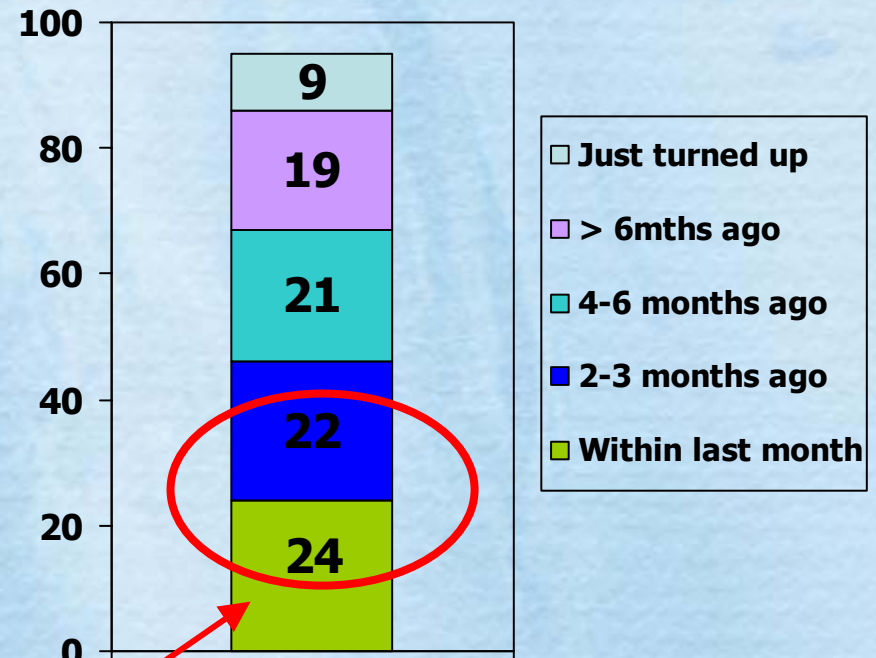 100
80
60
40
20
0
9
19
21
22
24
Just turned up
> 6mths ago
4-6 months ago
2-3 months ago
Within last month